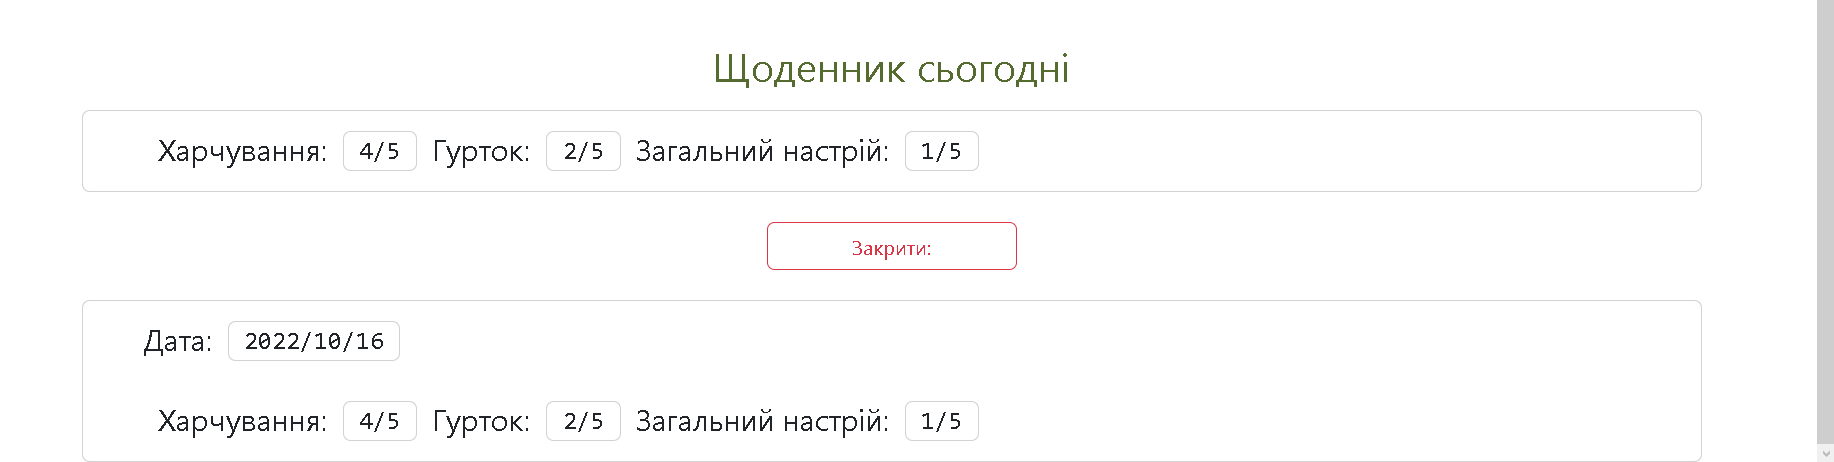 Щоденник сьогодні
Харчування: 4/5 Гурток: 2/5 Загальний настрій: 1/5
Закрити:
Дата: 2022/10/16
Харчування: 4/5 Гурток: 2/5 Загальний настрій: 1/5